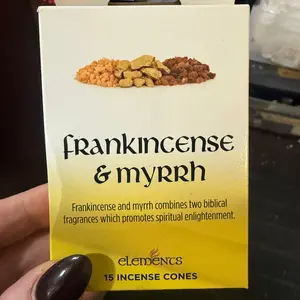 frankincense
& myrrh
Frankincense and myrrh combines two biblical
fragrances which promotes spiritual enlightenment.
elements
15 INCENSE CONES